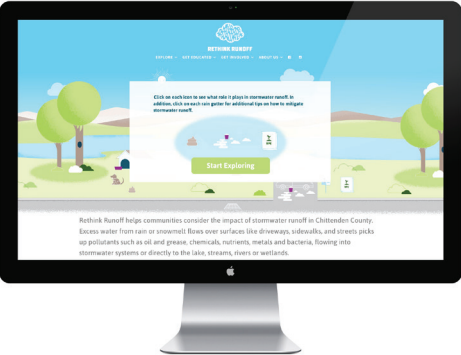 RETHINK RUNOFF
EXPLORE GET EDUCATED GET INVOLVED ABOUT US
Click on each icon to see what role it plays in stormwater runoff. In
addition, click on each rain gutter for additional tips on how to mitigate
stormwater runoff.
Start Exploring
Rethink Runoff helps communities consider the impact of stormwater runoff in Chittenden County.
Excess water from rain or snowmelt flows over surfaces like driveways, sidewalks, and streets picks
up pollutants such as oil and grease, chemicals, nutrients, metals and bacteria, flowing into
stormwater systems or directly to the lake, streams, rivers or wetlands.